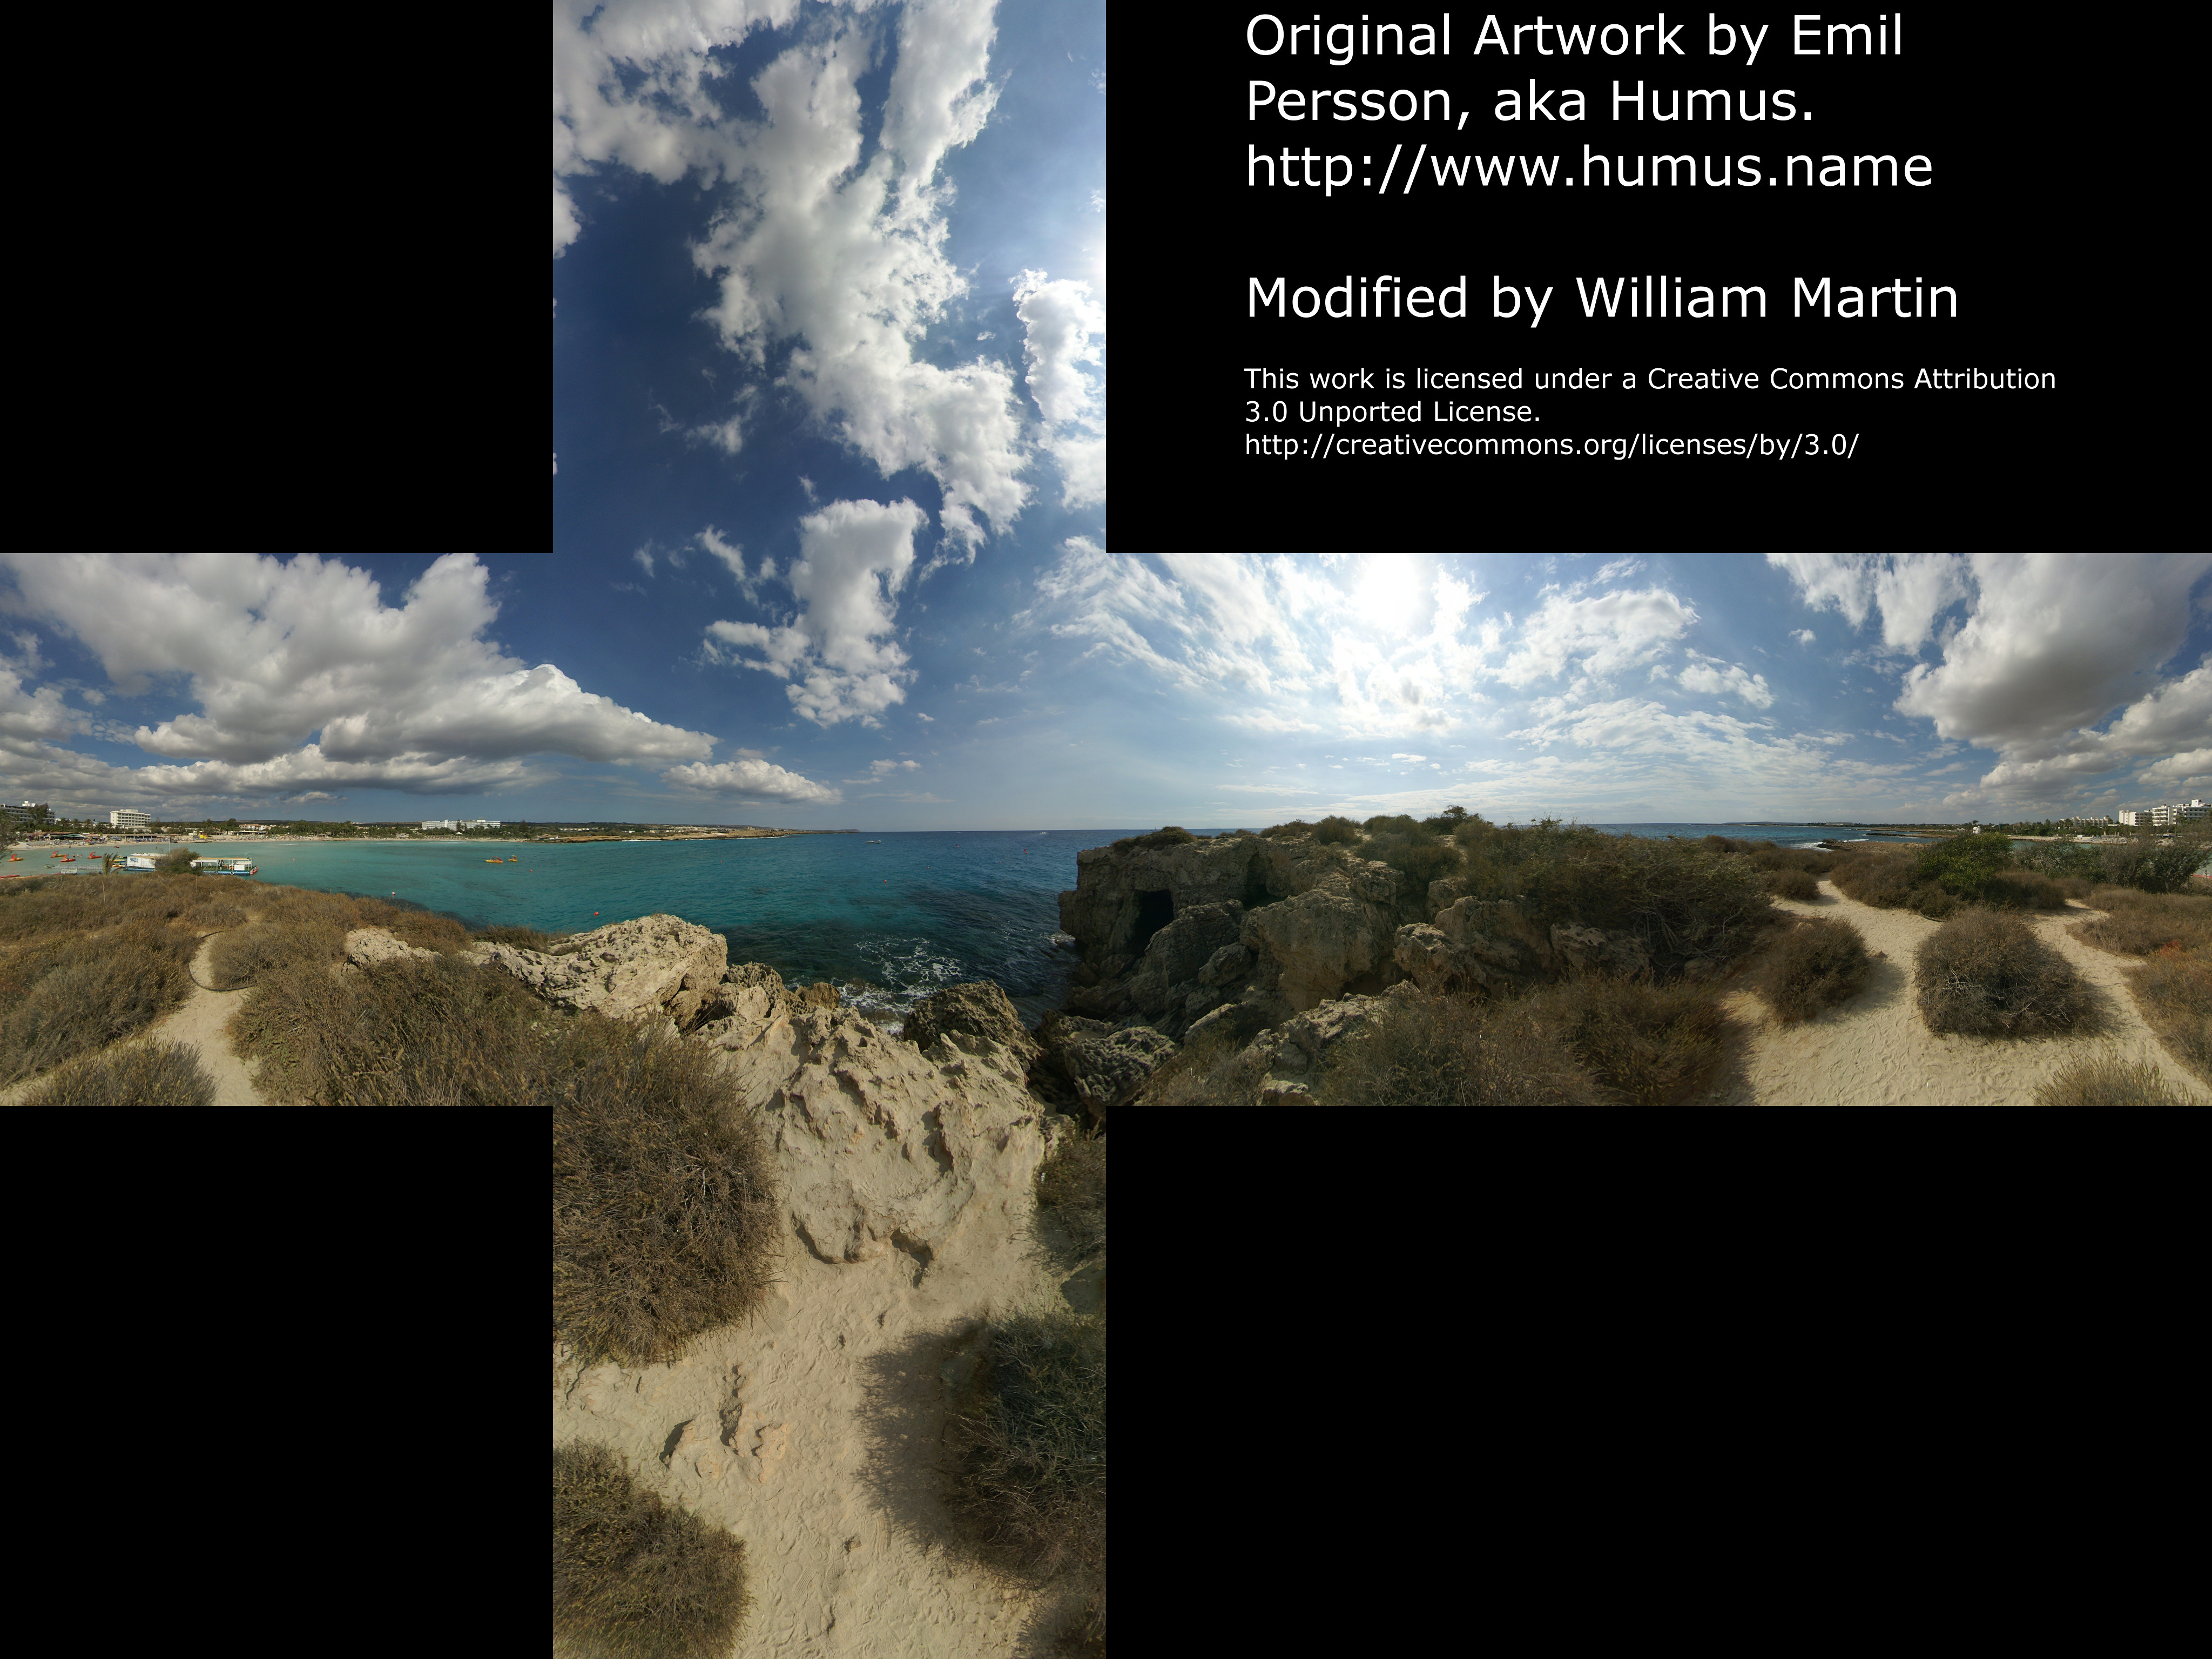 Original Artwork by Emil
Persson, aka Humus.
http://www.humus.name
Modified by William Martin
This work is licensed under a Creative Commons Attribution
3.0 Unported License.
http://creativecommons.org/licenses/by/3.0/